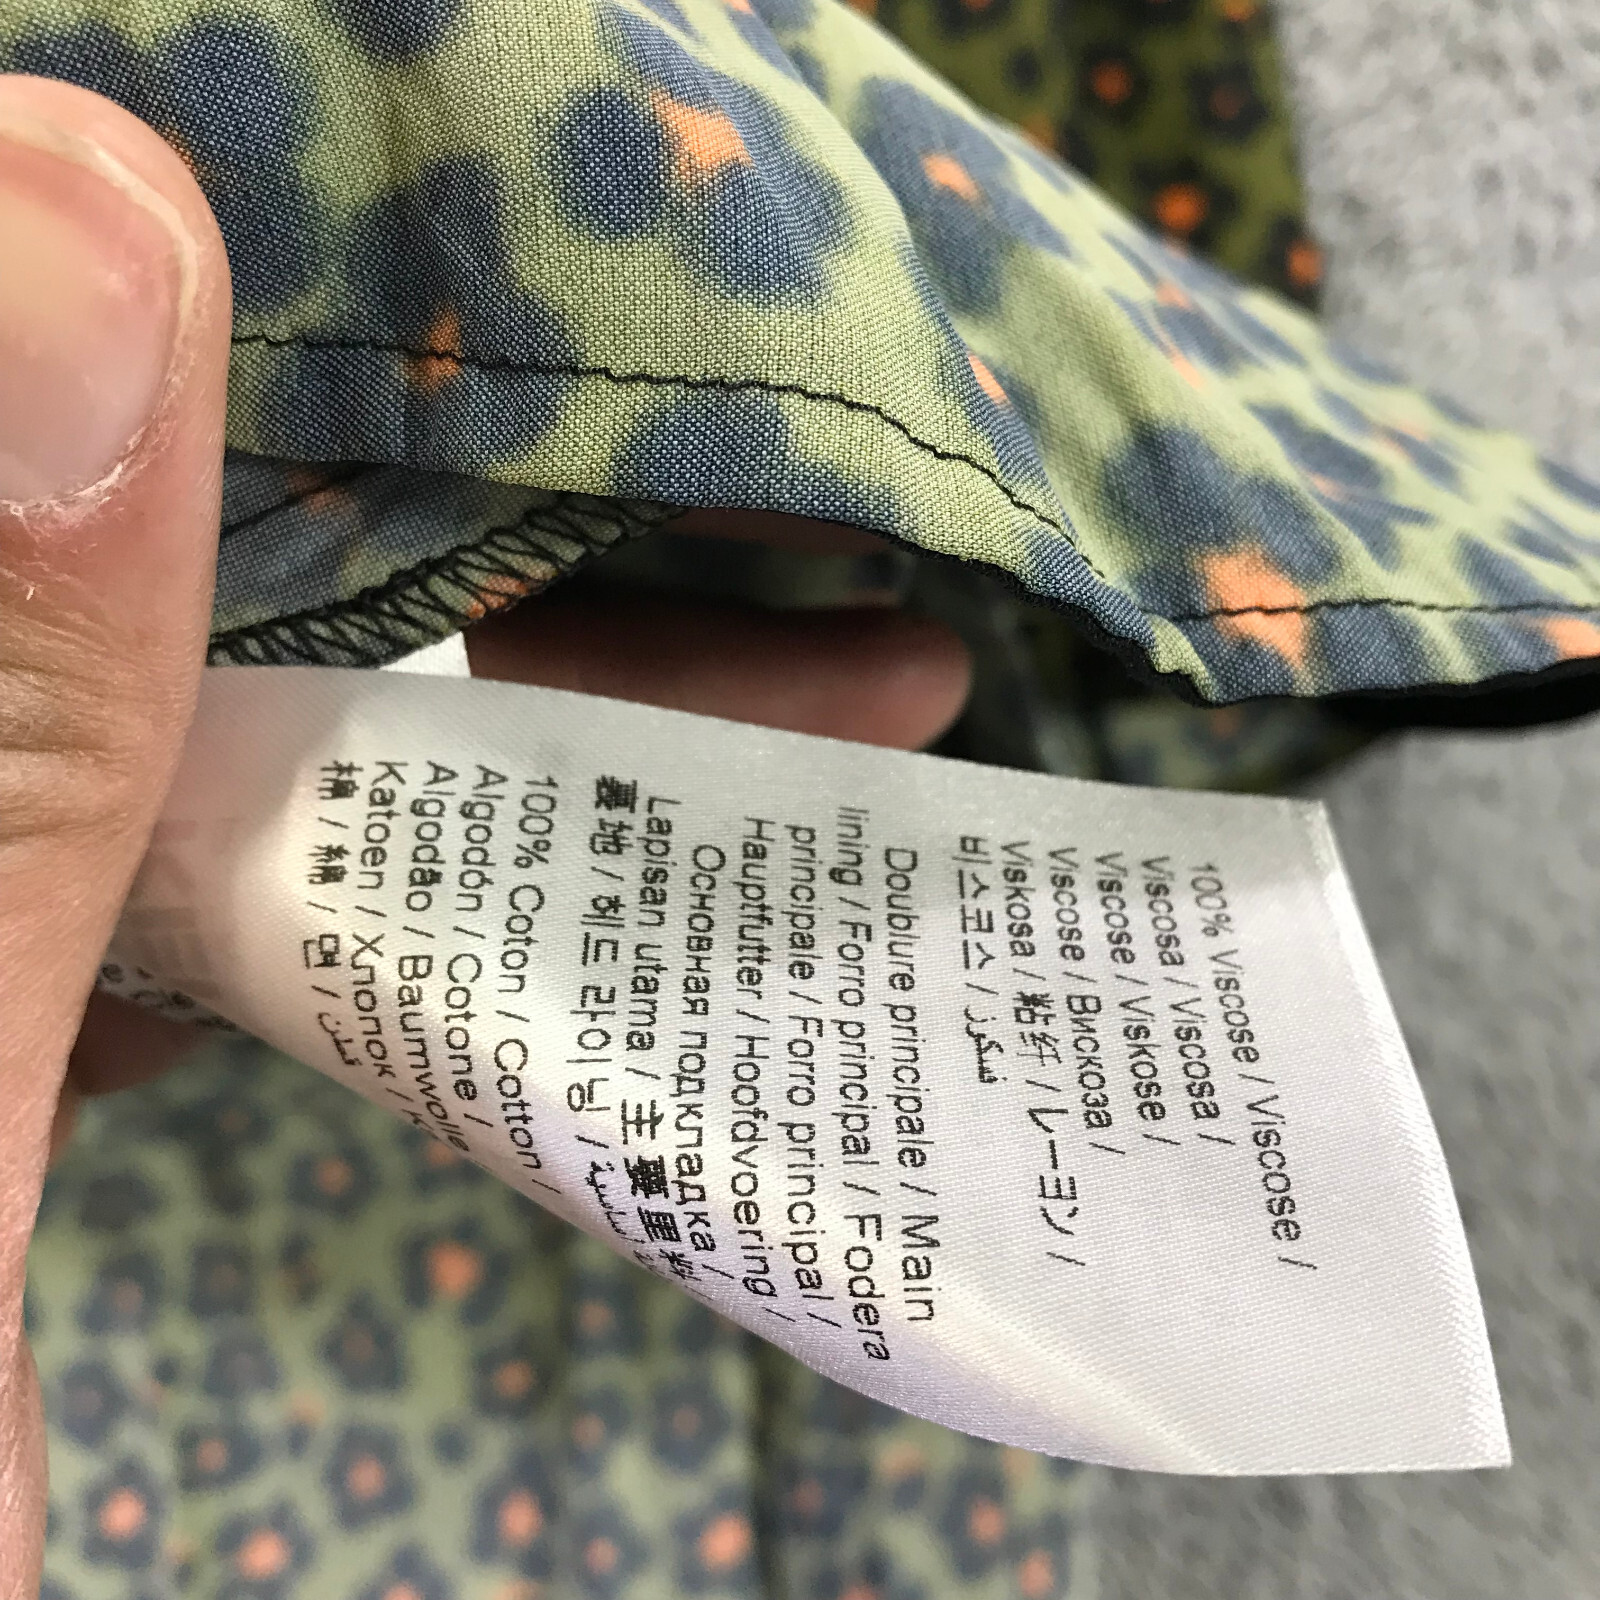 100% Viscose / Viscose /
Viscosa / Viscosa /
Viscose / Viskose /
Viscose / Вискоза /
Viskosa / 粘纤 / レーヨン /
비스코스 / فسكوز
Doublure principale / Main
lining / Forro principal / Fodera
principale / Forro principal /
Hauptfutter / Hoofdvoering /
Основная подкладка /
Lapisan utama / 主要里料
裏地 / 헤드 라이닝 /
100% Coton / Cotton /
Algodón / Cotone /
Algodão / Baumwolle
Katoen / Хлопок /
棉 / 綿 / 면 / قطن